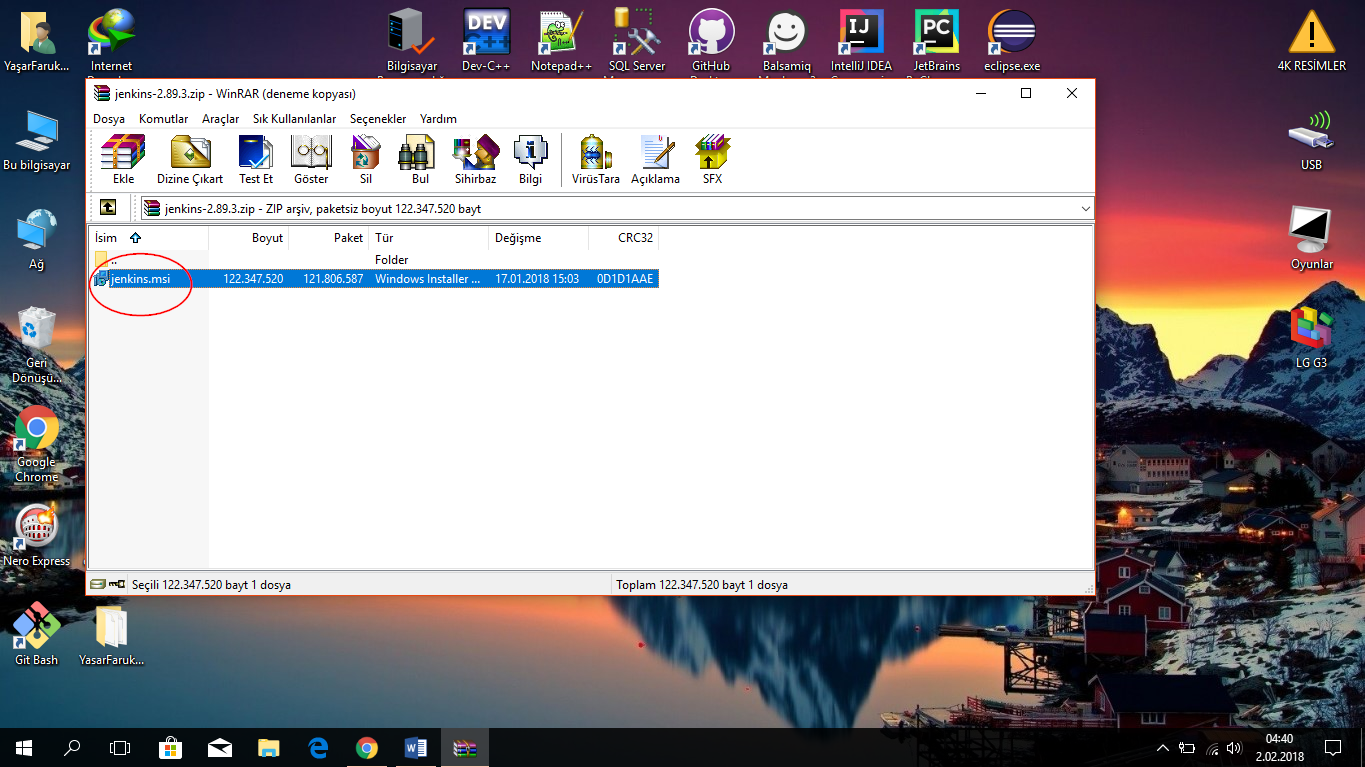 YaşarFaruk...
Internet
Bilgisayar
Dev-C++
Notepad++
SQL Server
GitHub
Balsamiq
IntelliJ IDEA
JetBrains
eclipse.exe
4K RESİMLER
DEV
C++
IJ
PC
jenkins-2.89.3.zip - WinRAR (deneme kopyası)
Dosya Komutlar Araçlar Sık Kullanılanlar Seçenekler Yardım
Ekle Dizine Çıkart Test Et Göster Sil Bul Sihirbaz Bilgi VirüsTara Açıklama SFX
jenkins-2.89.3.zip - ZIP arşiv, paketsiz boyut 122.347.520 bayt
İsim Boyut Paket Tür Değişme CRC32
.. Folder
jenkins.msi 122.347.520 121.806.587 Windows Installer ... 17.01.2018 15:03 0D1D1AAE
Seçili 122.347.520 bayt 1 dosya
Toplam 122.347.520 bayt 1 dosya
Bu bilgisayar
Ağ
Geri
Dönüşü...
Google
Chrome
Nero Express
Git Bash
YasarFaruk...
USB
Oyunlar
LG G3
04:40
2.02.2018